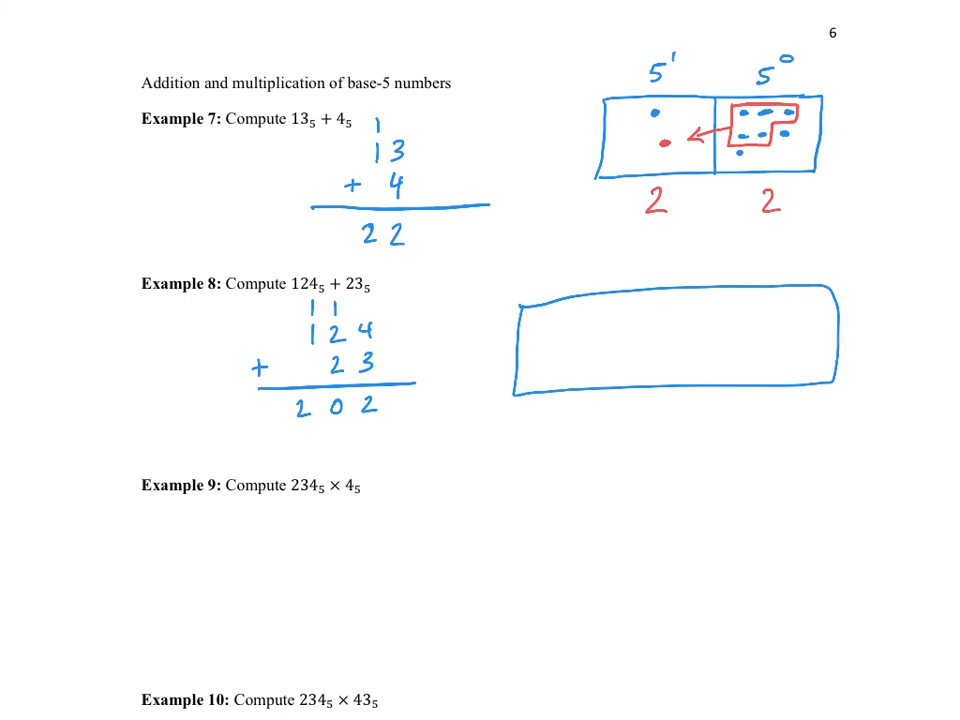 6
Addition and multiplication of base-5 numbers
5¹ 5⁰
Example 7: Compute 13₅ + 4₅
1
13
+ 4
22
2 2
Example 8: Compute 124₅ + 23₅
1 1
1 2 4
+ 2 3
2 0 2
Example 9: Compute 234₅ × 4₅
Example 10: Compute 234₅ × 43₅